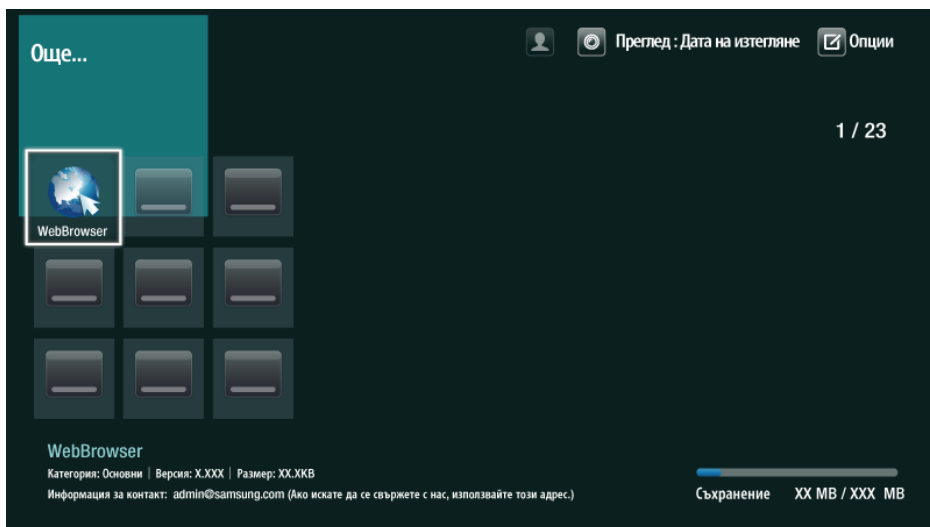 Още...
Преглед : Дата на изтегляне
Опции
1 / 23
WebBrowser
WebBrowser
Категория: Основни | Версия: X.XXX | Размер: XX.XKB
Информация за контакт: admin@samsung.com (Ако искате да се свържете с нас, използвайте този адрес.)
Съхранение XX MB / XXX MB